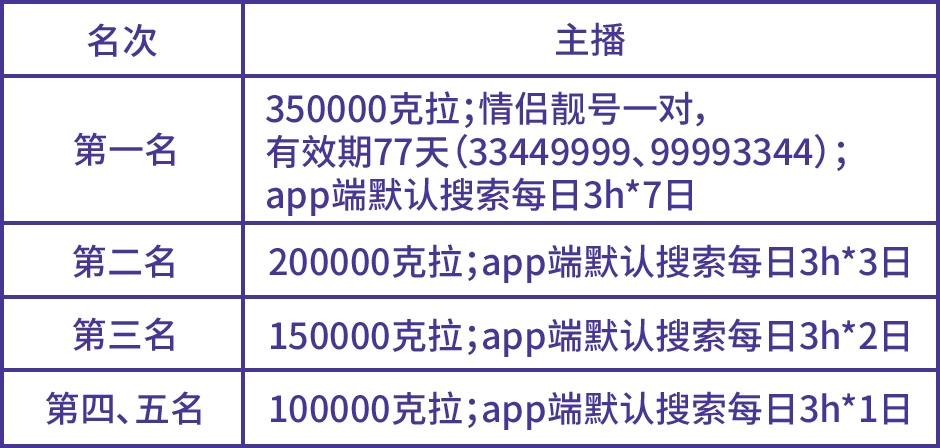 名次
主播
第一名
350000克拉；情侣靓号一对，
有效期77天（33449999、99993344）；
app端默认搜索每日3h*7日
第二名
200000克拉；app端默认搜索每日3h*3日
第三名
150000克拉；app端默认搜索每日3h*2日
第四、五名
100000克拉；app端默认搜索每日3h*1日